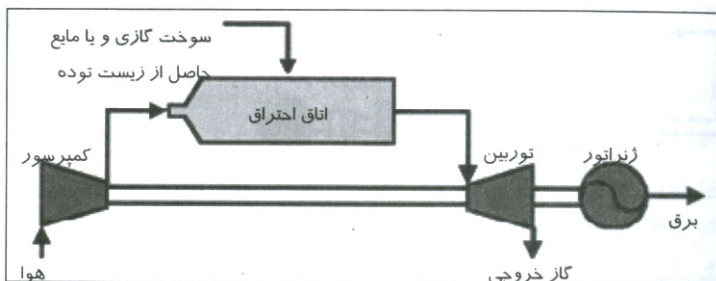 سوخت گازی و یا مایع
حاصل از زیست توده
اتاق احتراق
کمپرسور
توربین
ژنراتور
برق
هوا
گاز خروجی